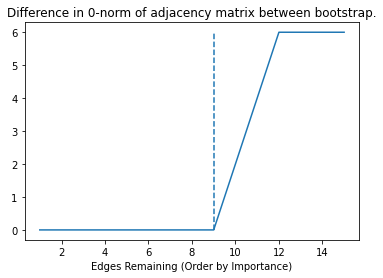 Difference in 0-norm of adjacency matrix between bootstrap.
6
5
4
3
2
1
0
2 4 6 8 10 12 14
Edges Remaining (Order by Importance)